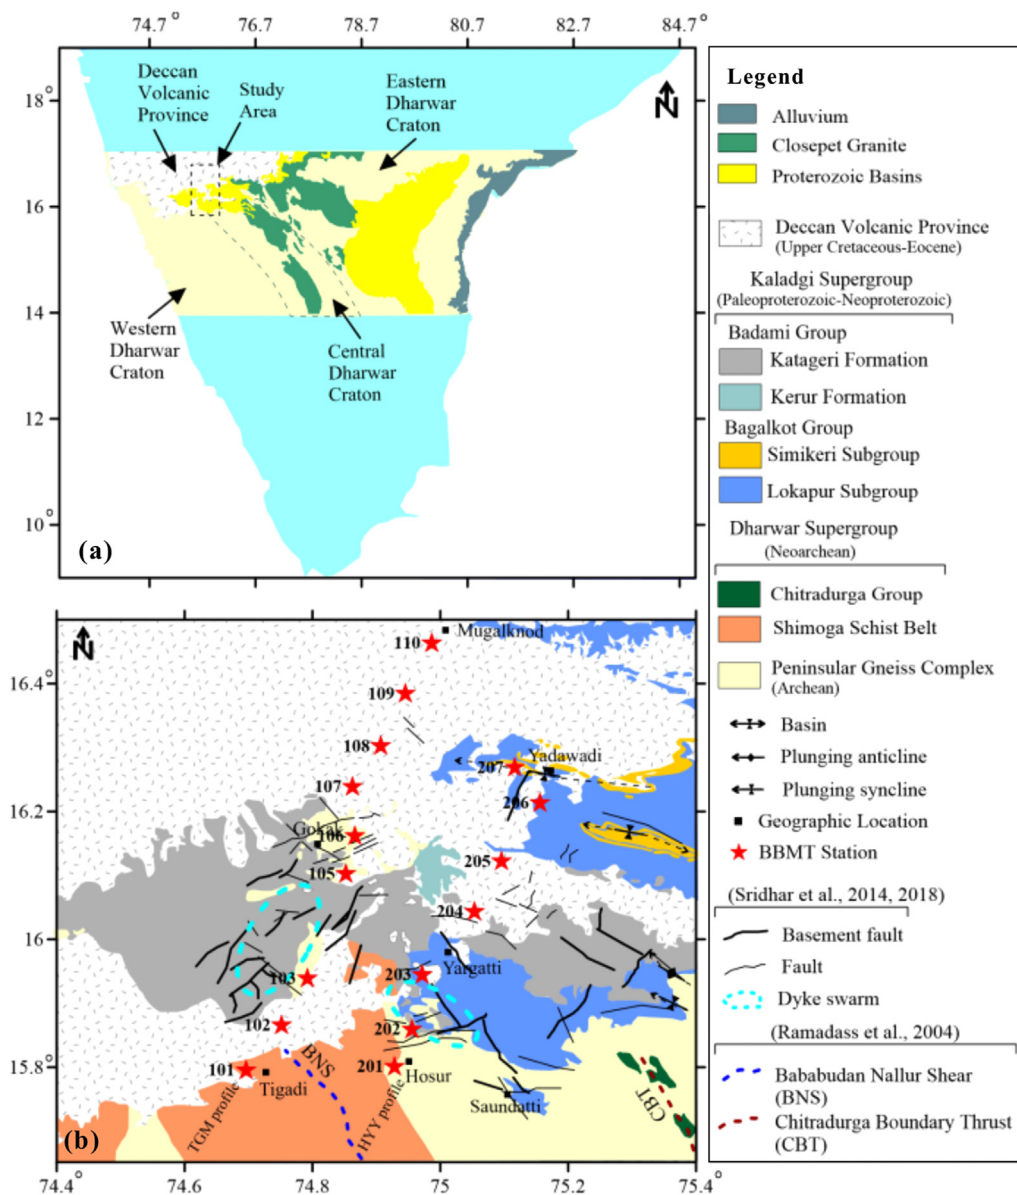 74.7 °
76.7
78.7
80.7
82.7
84.7 °
18°
16
14
12
10°
Deccan
Volcanic
Province
Study
Area
Eastern
Dharwar
Craton
N
Western
Dharwar
Craton
Central
Dharwar
Craton
(a)
Legend
Alluvium
Closepet Granite
Proterozoic Basins
Deccan Volcanic Province
(Upper Cretaceous-Eocene)
Kaladgi Supergroup
(Paleoproterozoic-Neoproterozoic)
Badami Group
Katageri Formation
Kerur Formation
Bagalkot Group
Simikeri Subgroup
Lokapur Subgroup
Dharwar Supergroup
(Neoarchean)
Chitradurga Group
Shimoga Schist Belt
Peninsular Gneiss Complex
(Archean)
Basin
Plunging anticline
Plunging syncline
Geographic Location
BBMT Station
(Sridhar et al., 2014, 2018)
Basement fault
Fault
Dyke swarm
(Ramadass et al., 2004)
Bababudan Nallur Shear
(BNS)
Chitradurga Boundary Thrust
(CBT)
N
110
Mugalknod
109
108
107
207
Yadawadi
206
Gokak
106
105
205
204
103
203
Yargatti
102
202
101
Tigadi
BNS
201
Hosur
TGM profile
HYY profile
Saundatti
CBT
(b)
16.4°
16.2
16
15.8°
74.4°
74.6
74.8
75
75.2
75.4°